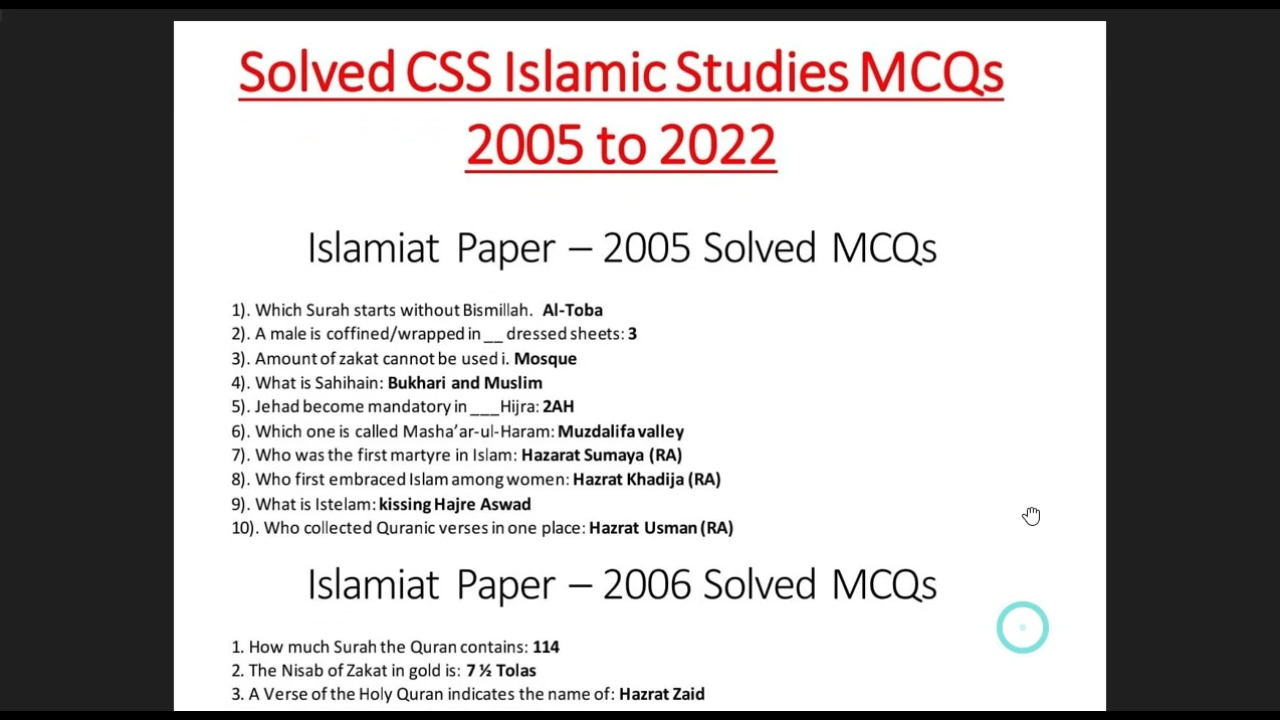 Solved CSS Islamic Studies MCQs
2005 to 2022
Islamiat Paper – 2005 Solved MCQs
1). Which Surah starts without Bismillah. Al-Toba
2). A male is coffined/wrapped in __ dressed sheets: 3
3). Amount of zakat cannot be used i. Mosque
4). What is Sahihain: Bukhari and Muslim
5). Jehad become mandatory in ___Hijra: 2AH
6). Which one is called Masha’ar-ul-Haram: Muzdalifa valley
7). Who was the first martyre in Islam: Hazarat Sumaya (RA)
8). Who first embraced Islam among women: Hazrat Khadija (RA)
9). What is Istelam: kissing Hajre Aswad
10). Who collected Quranic verses in one place: Hazrat Usman (RA)
Islamiat Paper – 2006 Solved MCQs
1. How much Surah the Quran contains: 114
2. The Nisab of Zakat in gold is: 7 ½ Tolas
3. A Verse of the Holy Quran indicates the name of: Hazrat Zaid